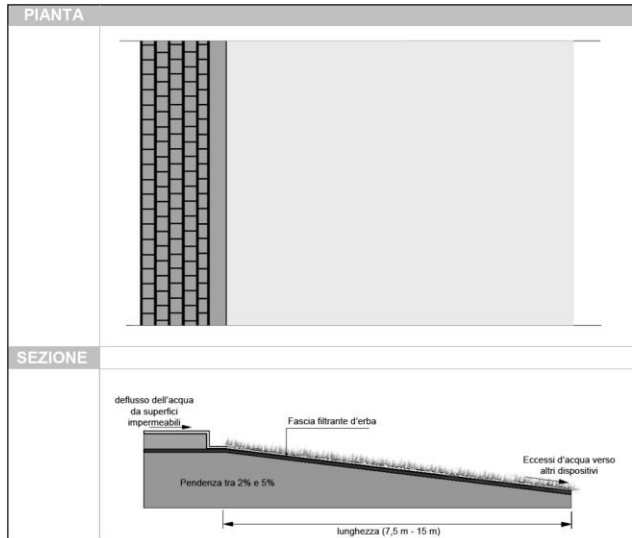 PIANTA
SEZIONE
deflusso dell'acqua
da superfici
impermeabili
Fascia filtrante d'erba
Eccessi d'acqua verso
altri dispositivi
Pendenza tra 2% e 5%
lunghezza (7,5 m - 15 m)